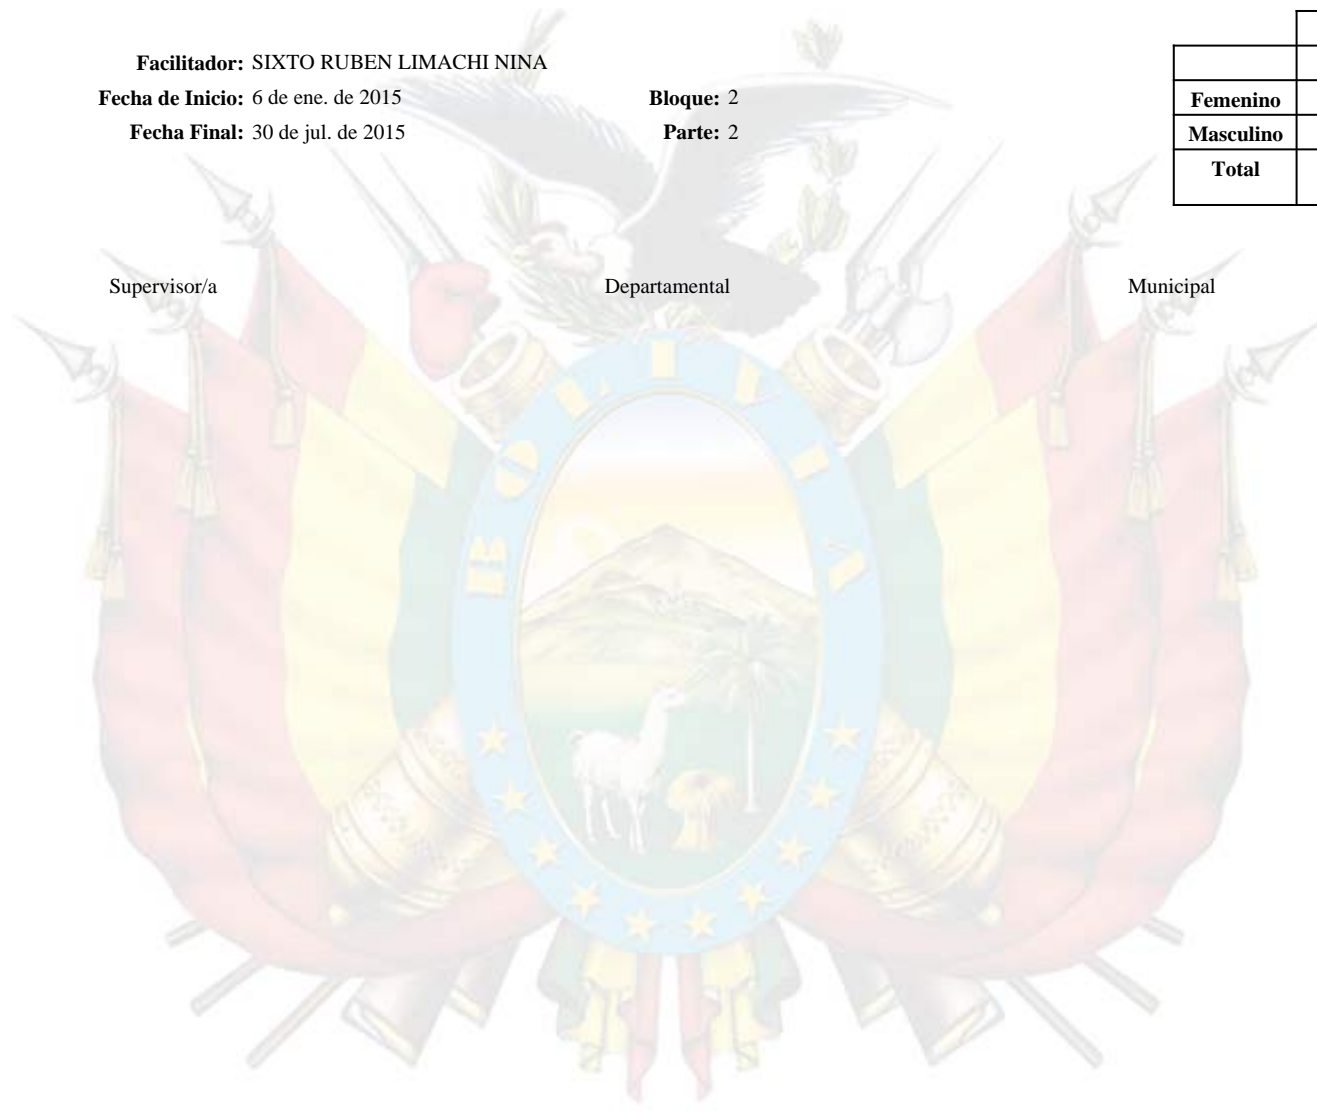 Facilitador: SIXTO RUBEN LIMACHI NINA
Fecha de Inicio: 6 de ene. de 2015 Bloque: 2
Femenino
Fecha Final: 30 de jul. de 2015 Parte: 2
Masculino
Total
Supervisor/a Departamental Municipal
BOLIVIA